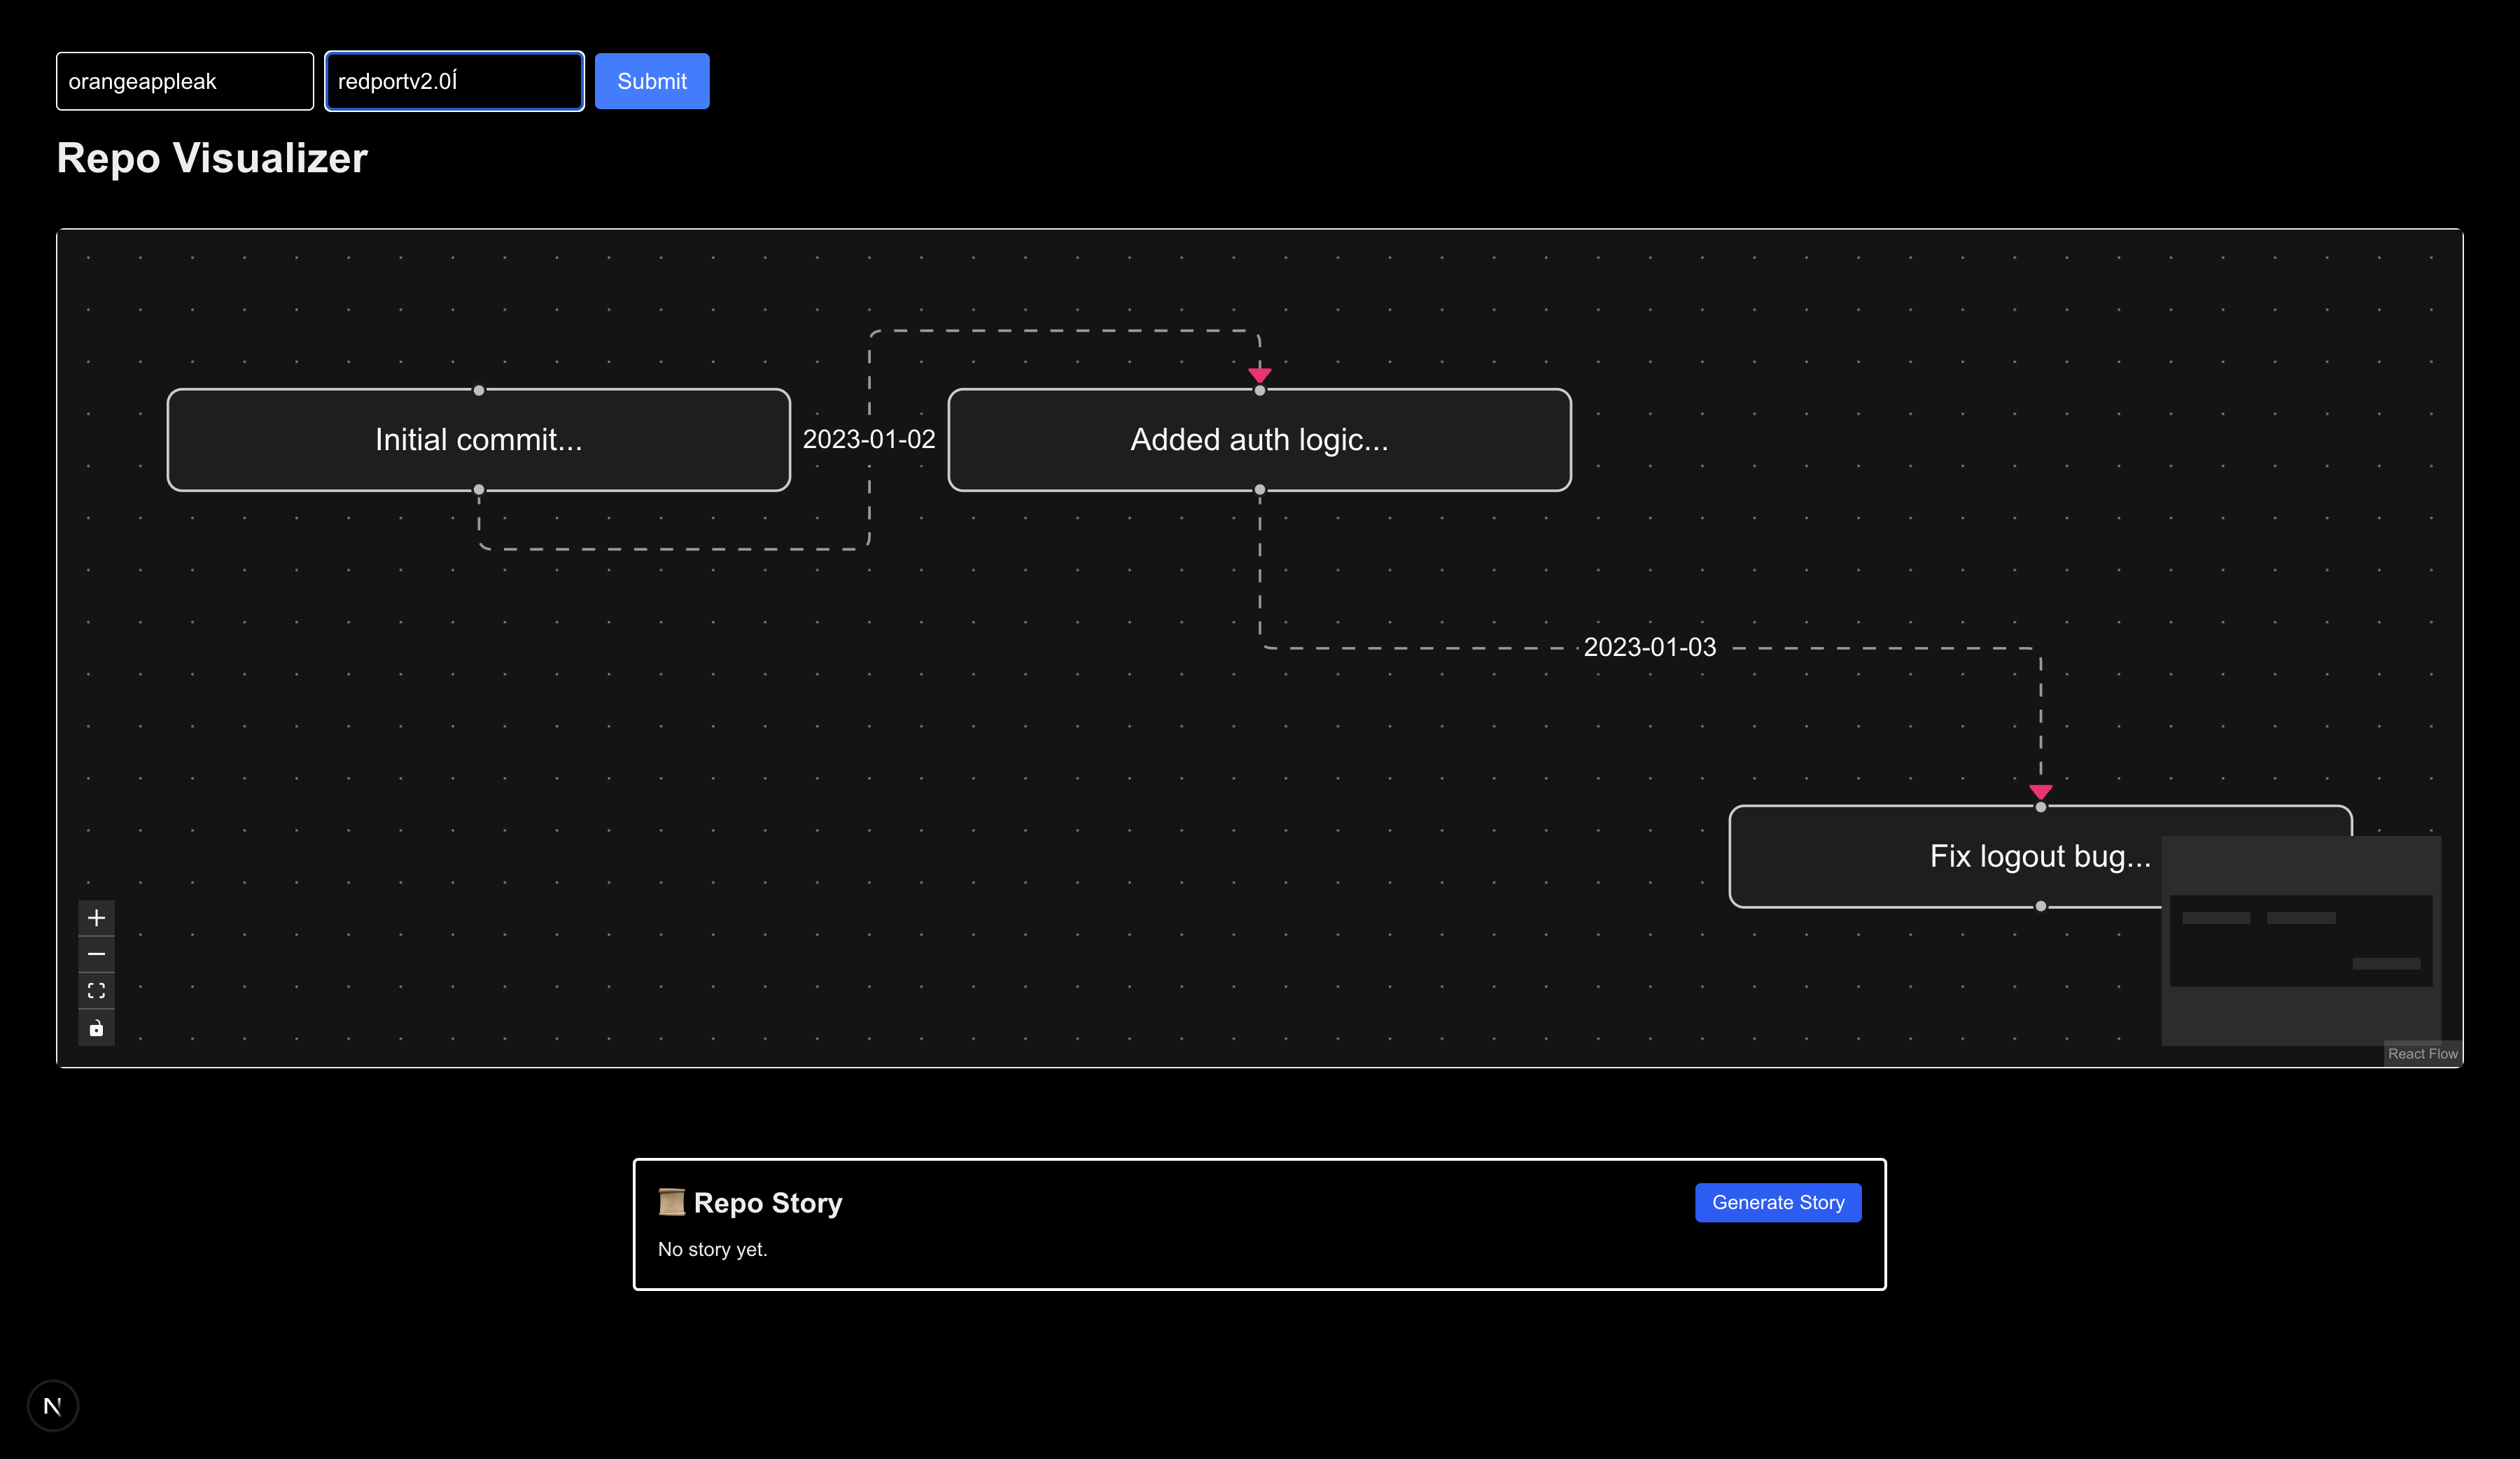 orangeappleak
redportv2.0Í
Submit
Repo Visualizer
Initial commit...
2023-01-02
Added auth logic...
2023-01-03
Fix logout bug...
React Flow
Repo Story
Generate Story
No story yet.
N